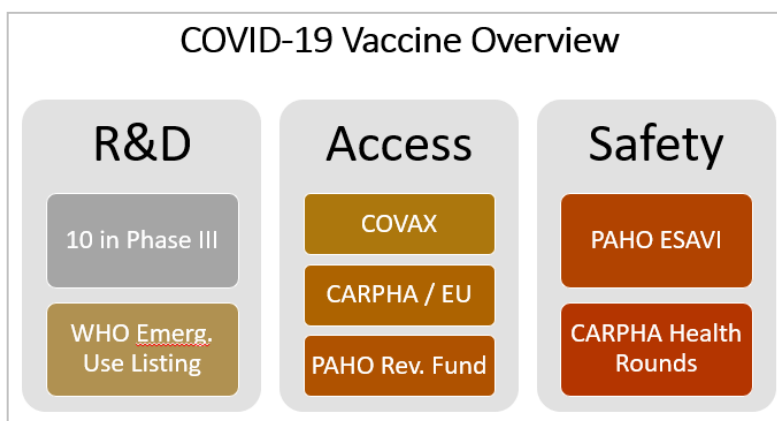 COVID-19 Vaccine Overview
R&D
10 in Phase III
WHO Emerg.
Use Listing
Access
COVAX
CARPHA / EU
PAHO Rev. Fund
Safety
PAHO ESAVI
CARPHA Health
Rounds